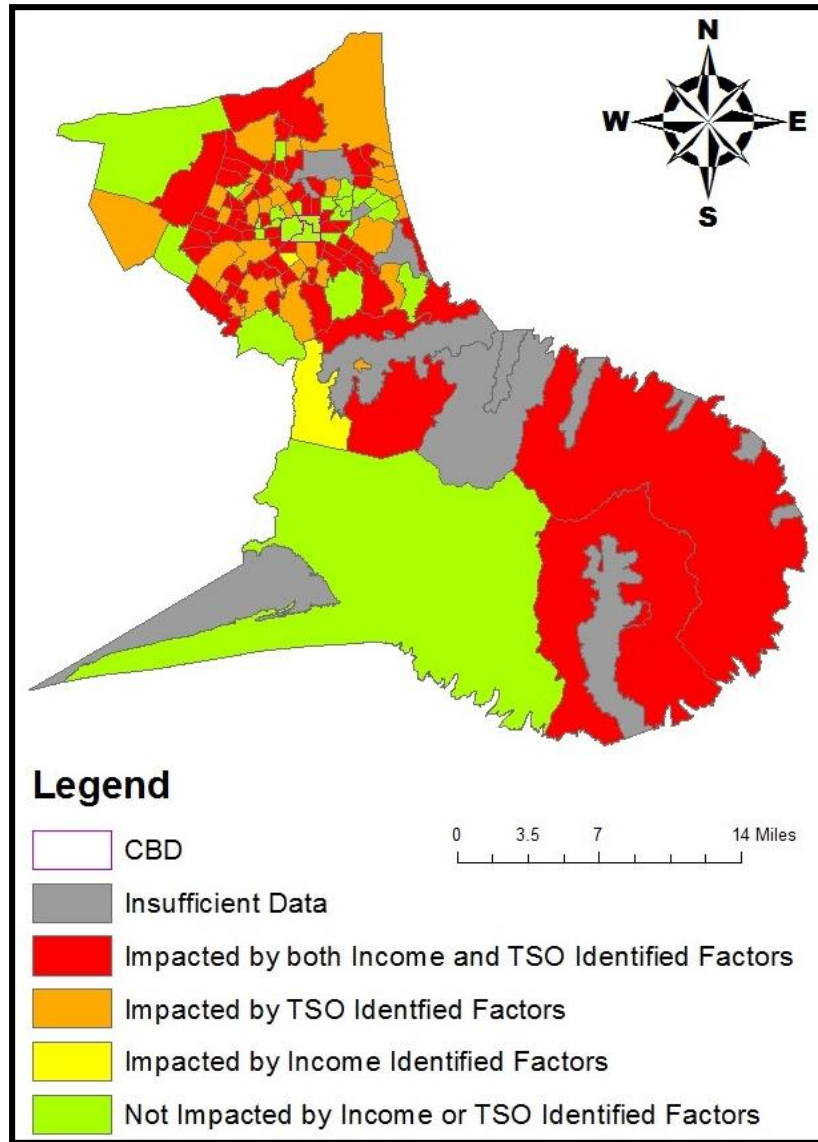 N
W E
S
Legend
0 3.5 7 14 Miles
CBD
Insufficient Data
Impacted by both Income and TSO Identified Factors
Impacted by TSO Identfied Factors
Impacted by Income Identified Factors
Not Impacted by Income or TSO Identified Factors